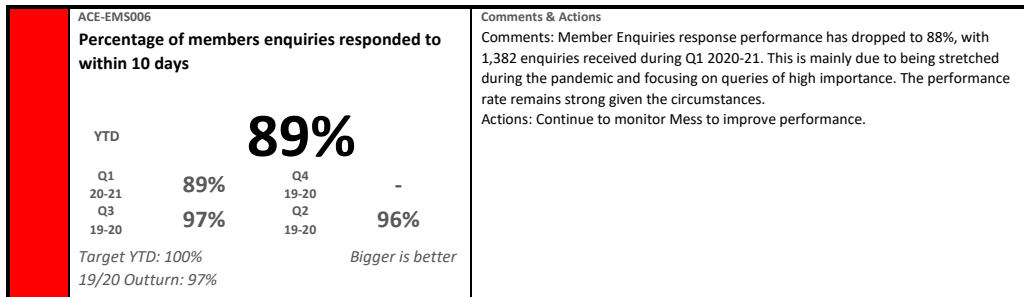 ACE-EMS006
Percentage of members enquiries responded to
within 10 days
YTD 89%
Q1 20-21 89% Q4 19-20 -
Q3 19-20 97% Q2 19-20 96%
Target YTD: 100% Bigger is better
19/20 Outturn: 97%
Comments & Actions
Comments: Member Enquiries response performance has dropped to 88%, with
1,382 enquiries received during Q1 2020-21. This is mainly due to being stretched
during the pandemic and focusing on queries of high importance. The performance
rate remains strong given the circumstances.
Actions: Continue to monitor Mess to improve performance.